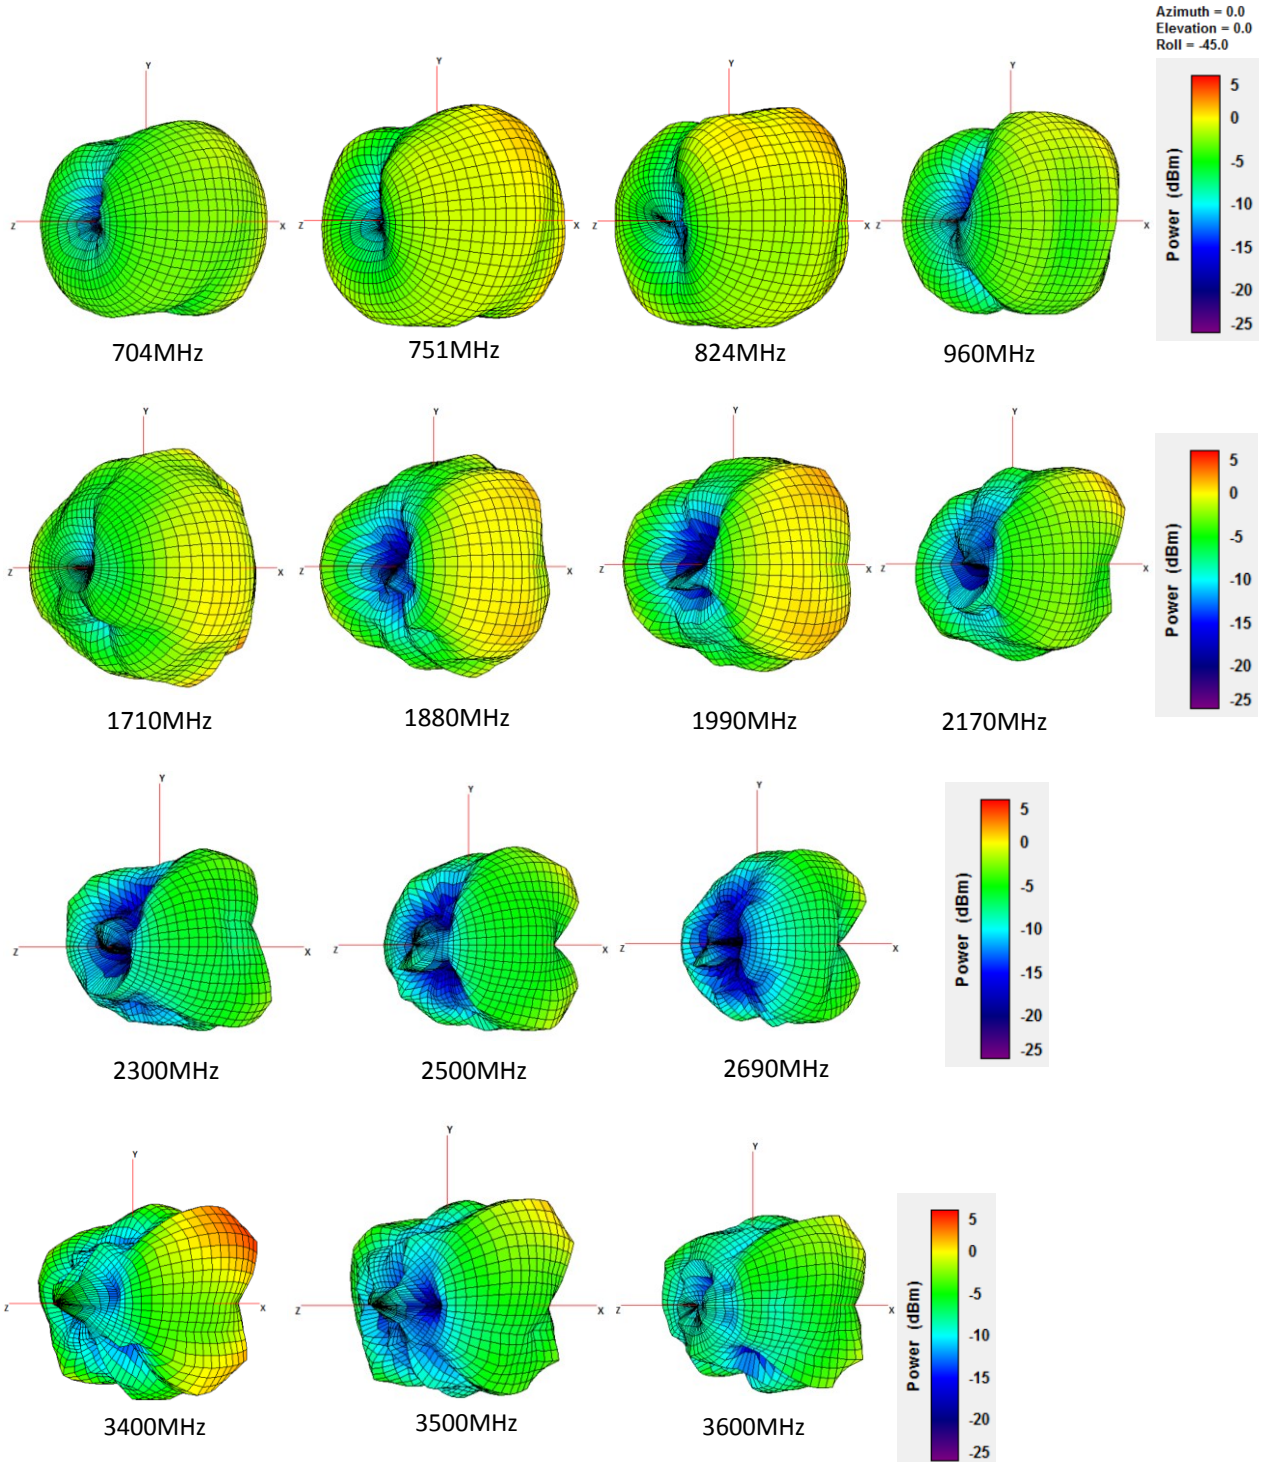 Azimuth = 0.0
Elevation = 0.0
Roll = -45.0
Y
Z
X
Y
Z
X
Y
Z
X
Y
Z
X
Power (dBm)
5
0
-5
-10
-15
-20
-25
704MHz
751MHz
824MHz
960MHz
Y
Z
X
Y
Z
X
Y
Z
X
Y
Z
X
Power (dBm)
5
0
-5
-10
-15
-20
-25
1710MHz
1880MHz
1990MHz
2170MHz
Y
Z
X
Y
Z
X
Y
Z
X
Power (dBm)
5
0
-5
-10
-15
-20
-25
2300MHz
2500MHz
2690MHz
Y
Z
X
Y
Z
X
Y
Z
X
Power (dBm)
5
0
-5
-10
-15
-20
-25
3400MHz
3500MHz
3600MHz